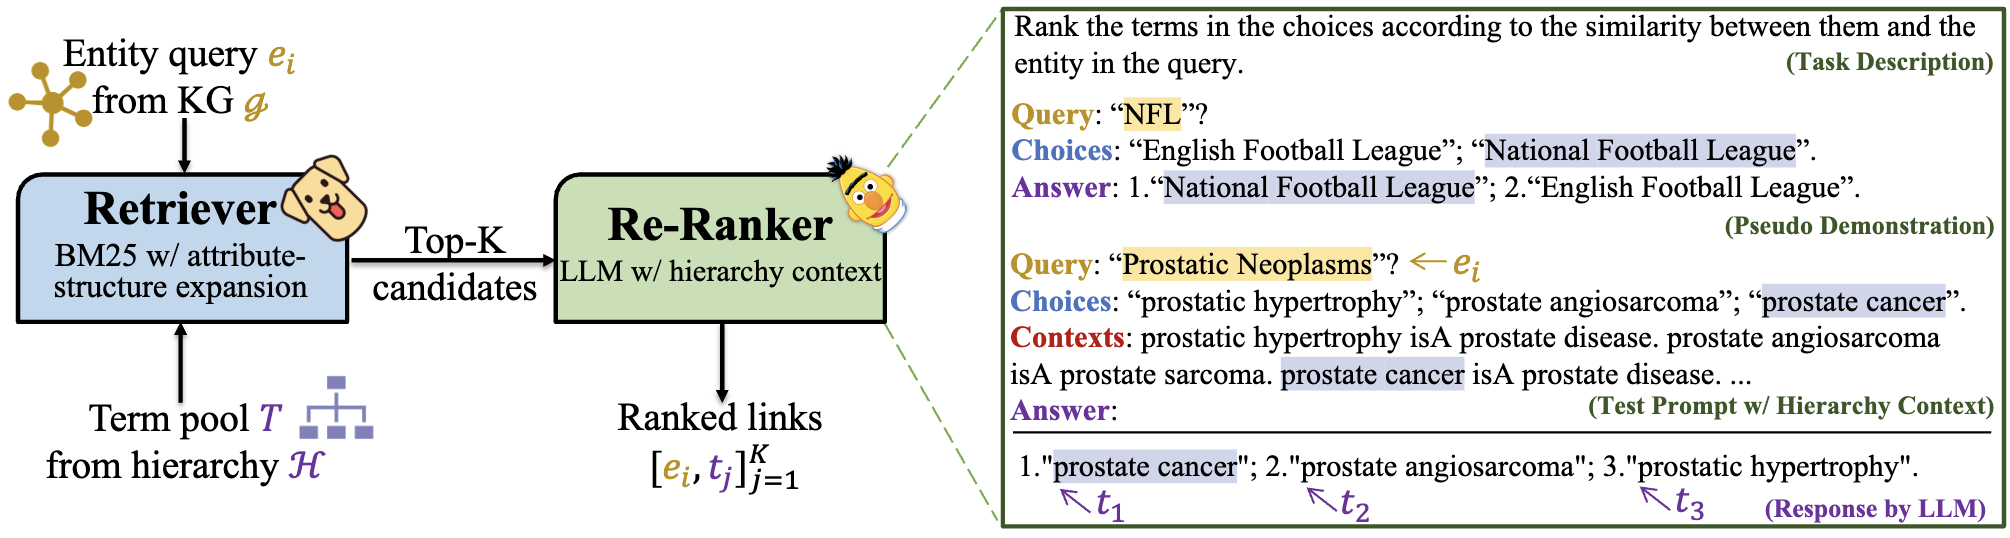 Entity query e_i
from KG 𝓖
Retriever
BM25 w/ attribute-
structure expansion
Term pool T
from hierarchy ℋ
Top-K
candidates
Re-Ranker
LLM w/ hierarchy context
Ranked links
[e_i, t_j]_{j=1}^{K}
Rank the terms in the choices according to the similarity between them and the
entity in the query.
(Task Description)
Query: “NFL”?
Choices: “English Football League”; “National Football League”.
Answer: 1.“National Football League”; 2.“English Football League”.
(Pseudo Demonstration)
Query: “Prostatic Neoplasms”? ← e_i
Choices: “prostatic hypertrophy”; “prostate angiosarcoma”; “prostate cancer”.
Contexts: prostatic hypertrophy isA prostate disease. prostate angiosarcoma
isA prostate sarcoma. prostate cancer isA prostate disease. ...
Answer:
(Test Prompt w/ Hierarchy Context)
1."prostate cancer"; 2."prostate angiosarcoma"; 3."prostatic hypertrophy".
t_1 t_2 t_3
(Response by LLM)